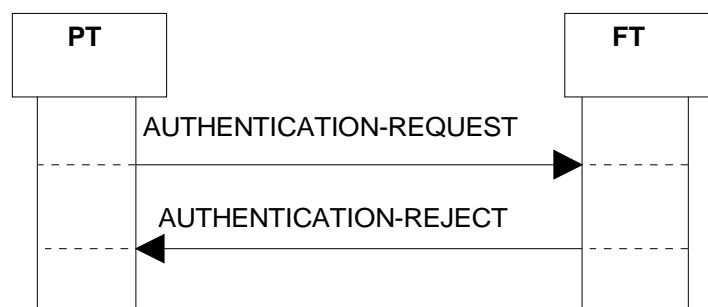 PT
FT
AUTHENTICATION-REQUEST
AUTHENTICATION-REJECT